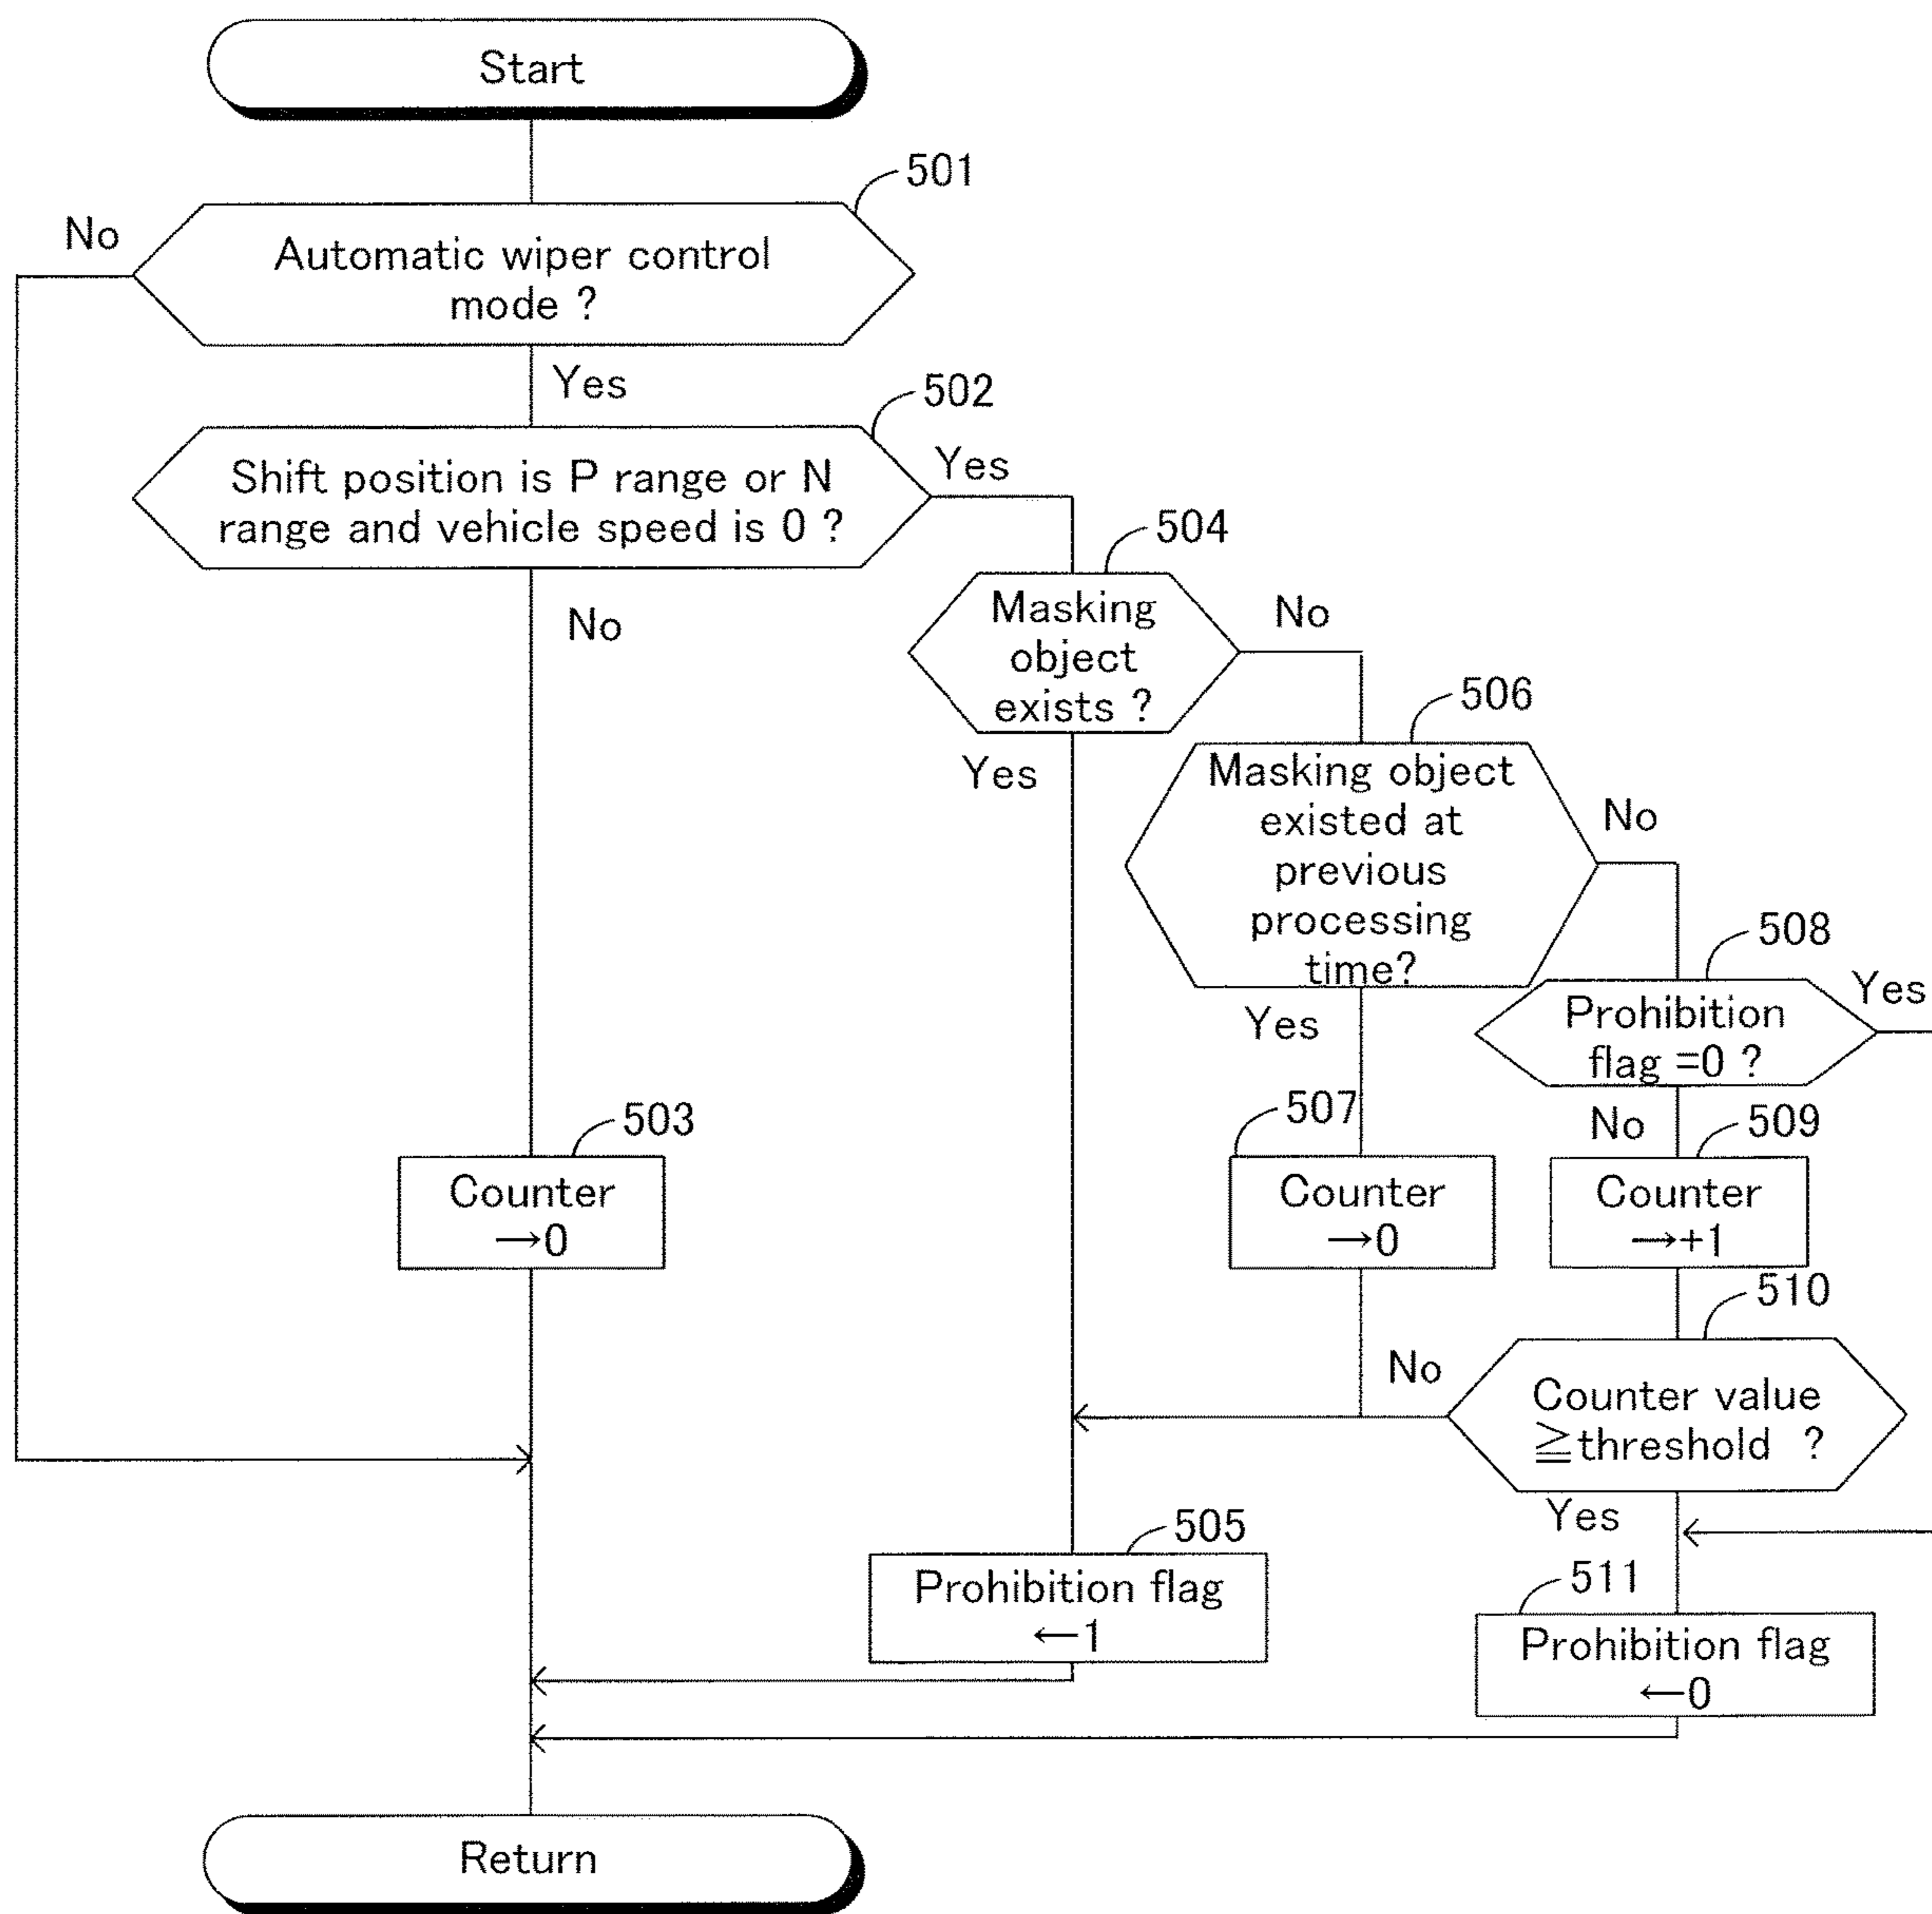 Start
501
No
Automatic wiper control
mode ?
Yes
502
Shift position is P range or N
range and vehicle speed is 0 ?
Yes
No
504
Masking
object
exists ?
No
Yes
506
Masking object
existed at
previous
processing
time?
No
Yes
508
Prohibition
flag =0 ?
Yes
No
503
Counter
→0
507
Counter
→0
509
Counter
→+1
510
No
Counter value
≧threshold ?
Yes
505
Prohibition flag
←1
511
Prohibition flag
←0
Return